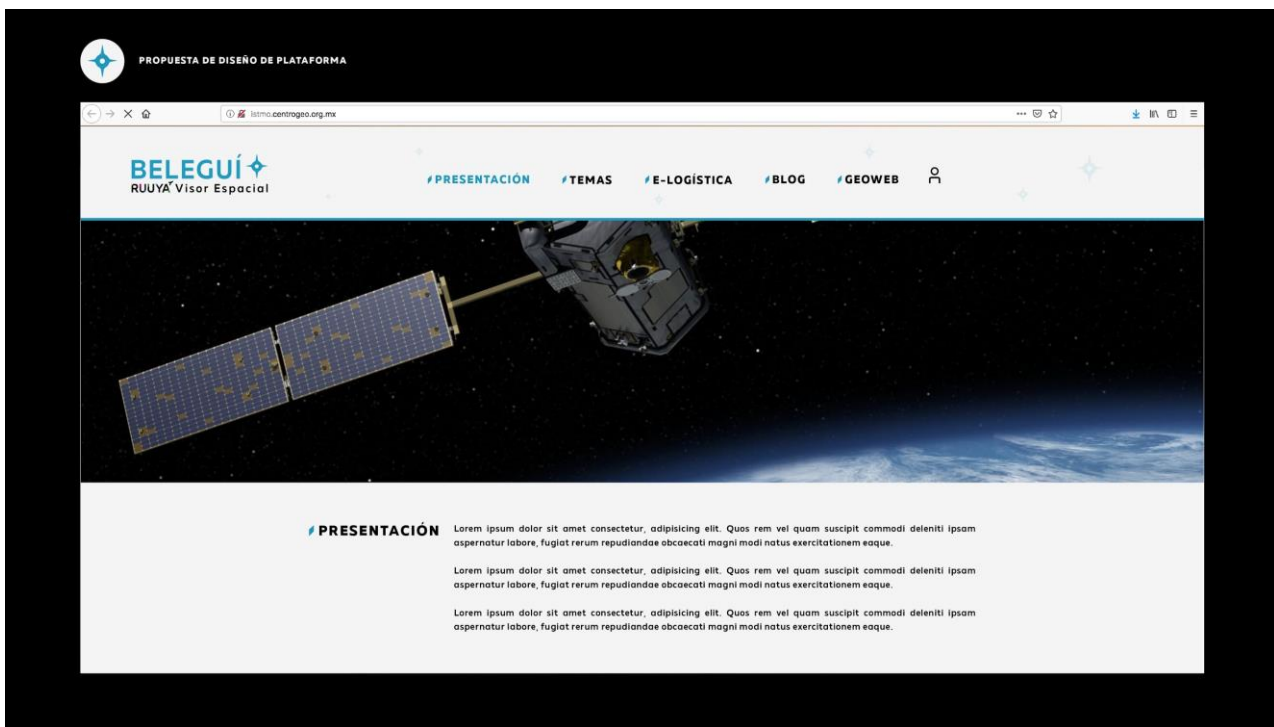 PROPUESTA DE DISEÑO DE PLATAFORMA
istmo.centrogeo.org.mx
BELEGUÍ
RUUYA´ Visor Espacial
PRESENTACIÓN TEMAS E-LOGÍSTICA BLOG GEOWEB
PRESENTACIÓN
Lorem ipsum dolor sit amet consectetur, adipisicing elit. Quos rem vel quam suscipit commodi deleniti ipsam
aspernatur labore, fugiat rerum repudiandae obcaecati magni modi natus exercitationem eaque.
Lorem ipsum dolor sit amet consectetur, adipisicing elit. Quos rem vel quam suscipit commodi deleniti ipsam
aspernatur labore, fugiat rerum repudiandae obcaecati magni modi natus exercitationem eaque.
Lorem ipsum dolor sit amet consectetur, adipisicing elit. Quos rem vel quam suscipit commodi deleniti ipsam
aspernatur labore, fugiat rerum repudiandae obcaecati magni modi natus exercitationem eaque.